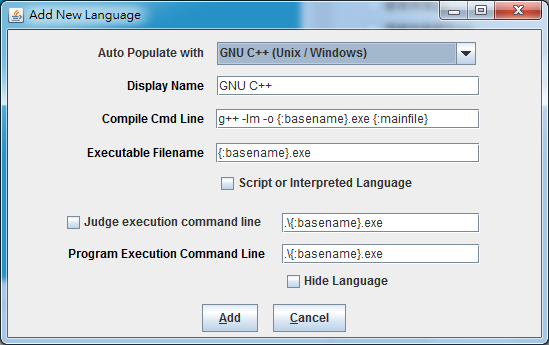 Add New Language
Auto Populate with GNU C++ (Unix / Windows)
Display Name GNU C++
Compile Cmd Line g++ -lm -o {:basename}.exe {:mainfile}
Executable Filename {:basename}.exe
Script or Interpreted Language
Judge execution command line .\{:basename}.exe
Program Execution Command Line .\{:basename}.exe
Hide Language
Add Cancel